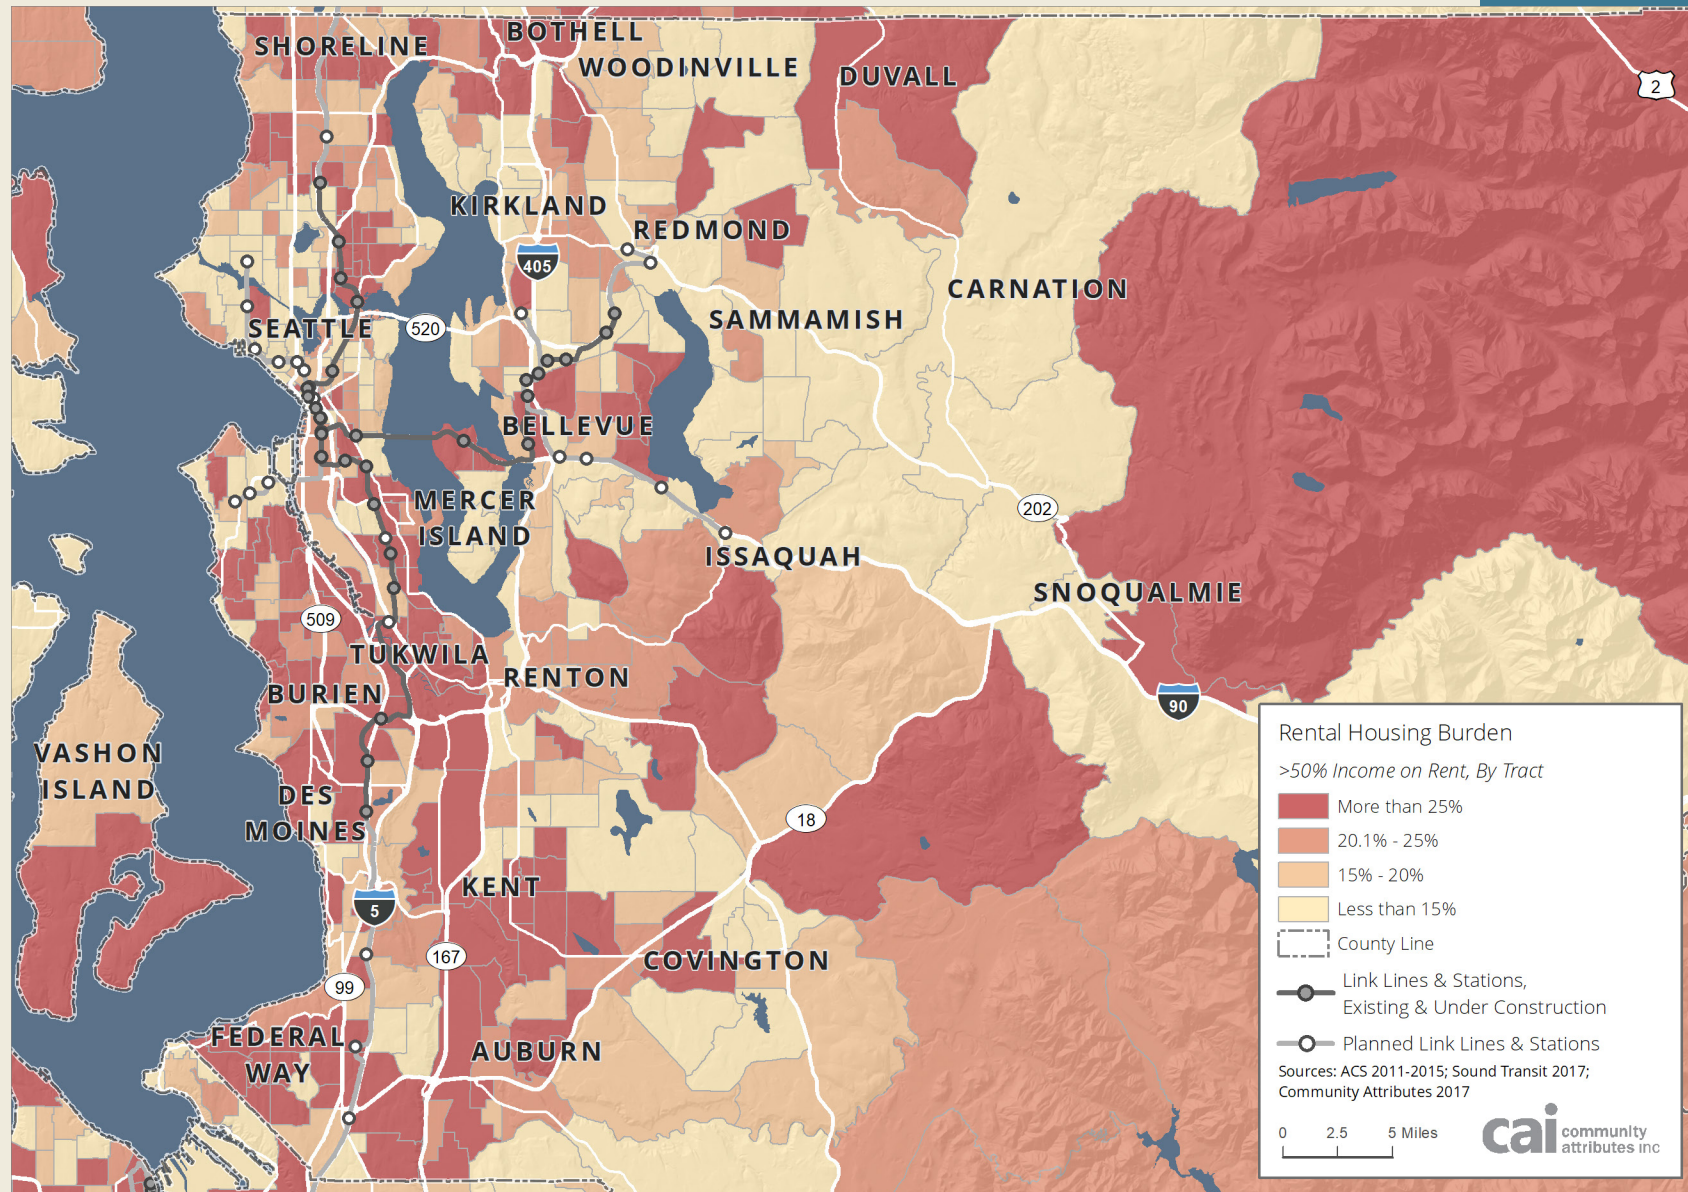 SHORELINE
BOTHELL
WOODINVILLE
DUVALL
2
KIRKLAND
REDMOND
405
CARNATION
SEATTLE
520
SAMMAMISH
BELLEVUE
MERCER
ISLAND
202
ISSAQUAH
SNOQUALMIE
509
TUKWILA
RENTON
BURIEN
90
VASHON
ISLAND
DES
MOINES
18
KENT
5
167
COVINGTON
99
FEDERAL
WAY
AUBURN
Rental Housing Burden
>50% Income on Rent, By Tract
More than 25%
20.1% - 25%
15% - 20%
Less than 15%
County Line
Link Lines & Stations,
Existing & Under Construction
Planned Link Lines & Stations
Sources: ACS 2011-2015; Sound Transit 2017;
Community Attributes 2017
0 2.5 5 Miles
cai community
attributes inc